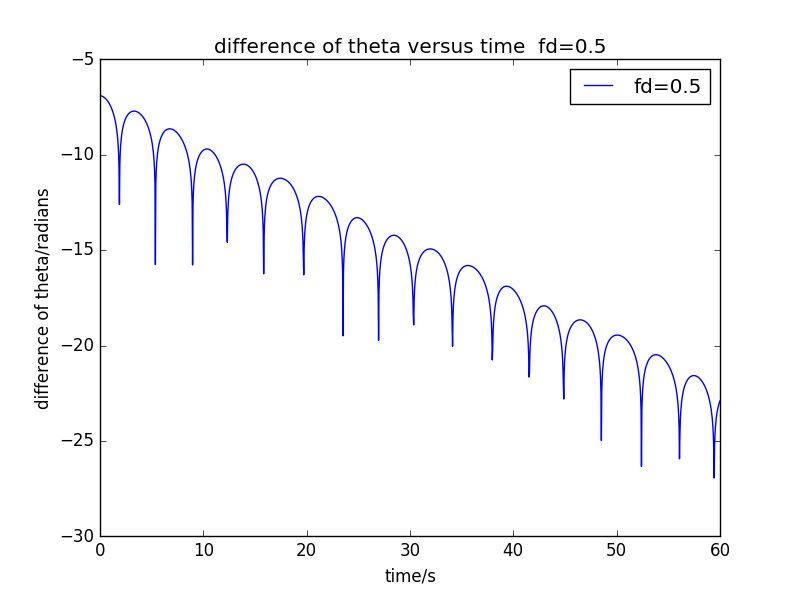 difference of theta versus time  fd=0.5
fd=0.5
−5
−10
−15
−20
−25
−30
difference of theta/radians
0 10 20 30 40 50 60
time/s